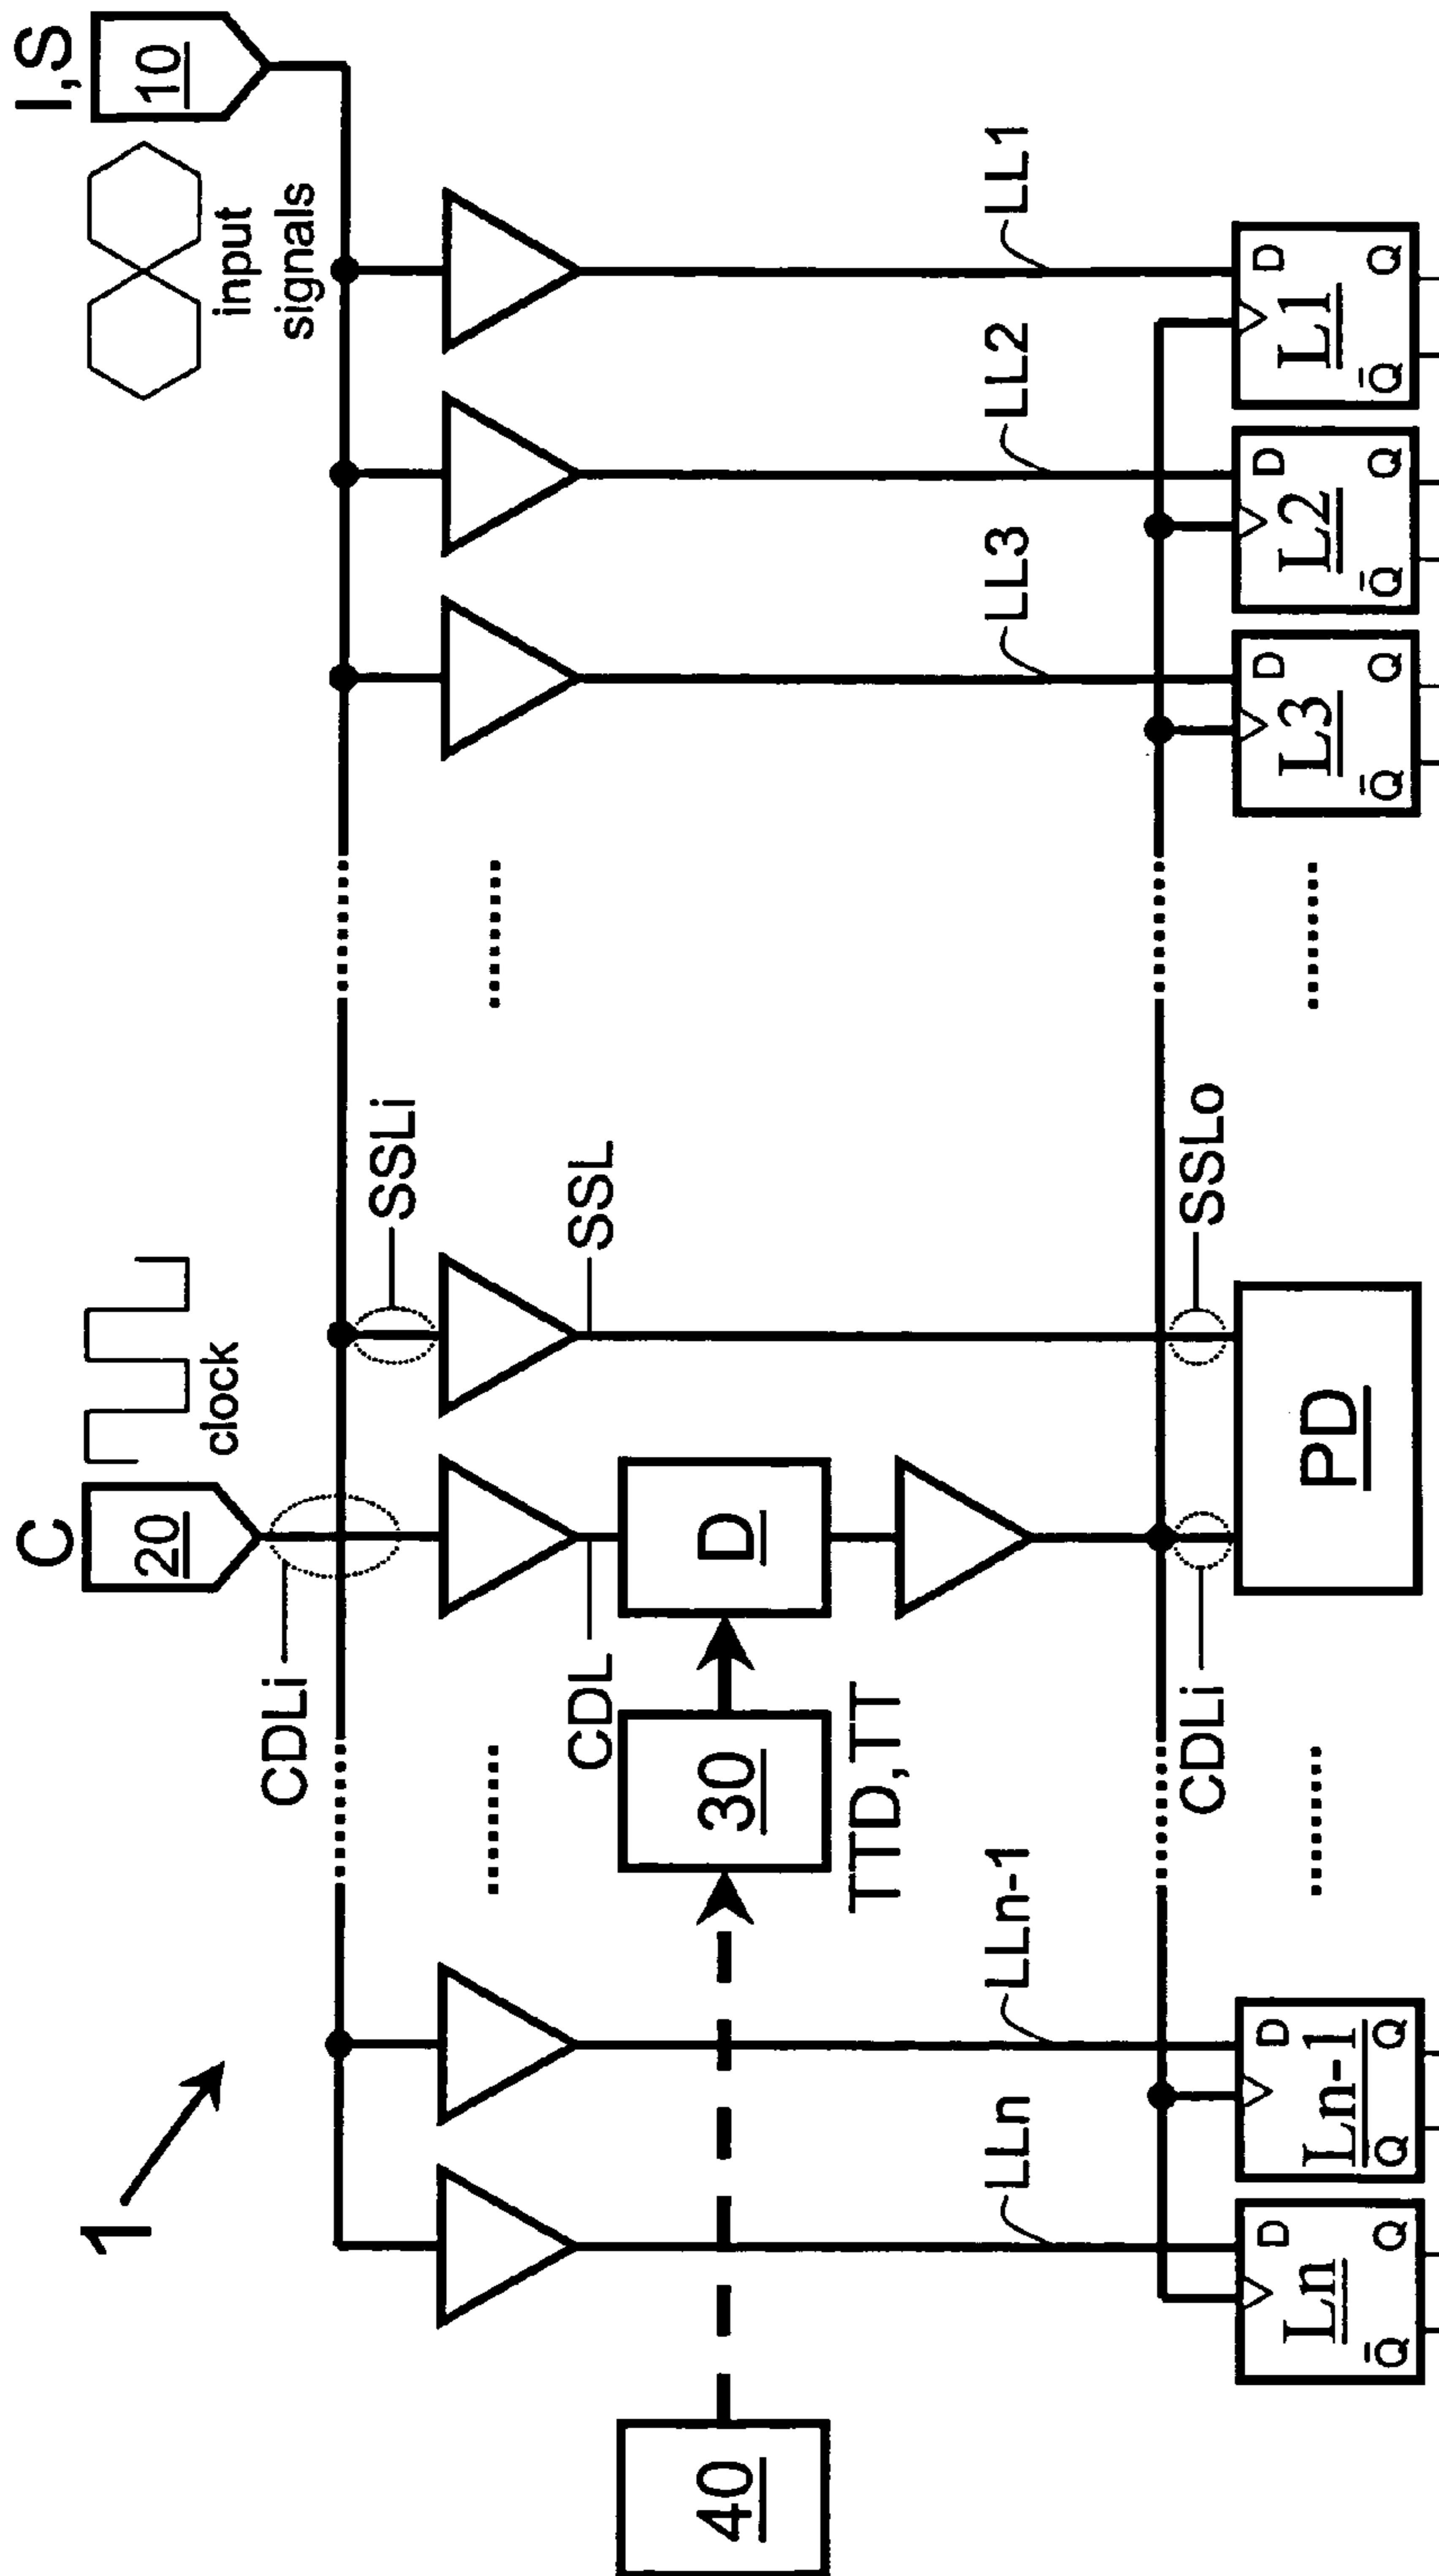 C
I,S
1
20
10
clock
input
signals
CDLi
SSLi
CDL
SSL
40
30
D
TTD,TT
LLn
LLn-1
LL3
LL2
LL1
CDLi
SSLo
D
D
D
D
D
Ln
Ln-1
PD
L3
L2
L1
Q̄ Q
Q Q
Q̄ Q
Q̄ Q
Q̄ Q